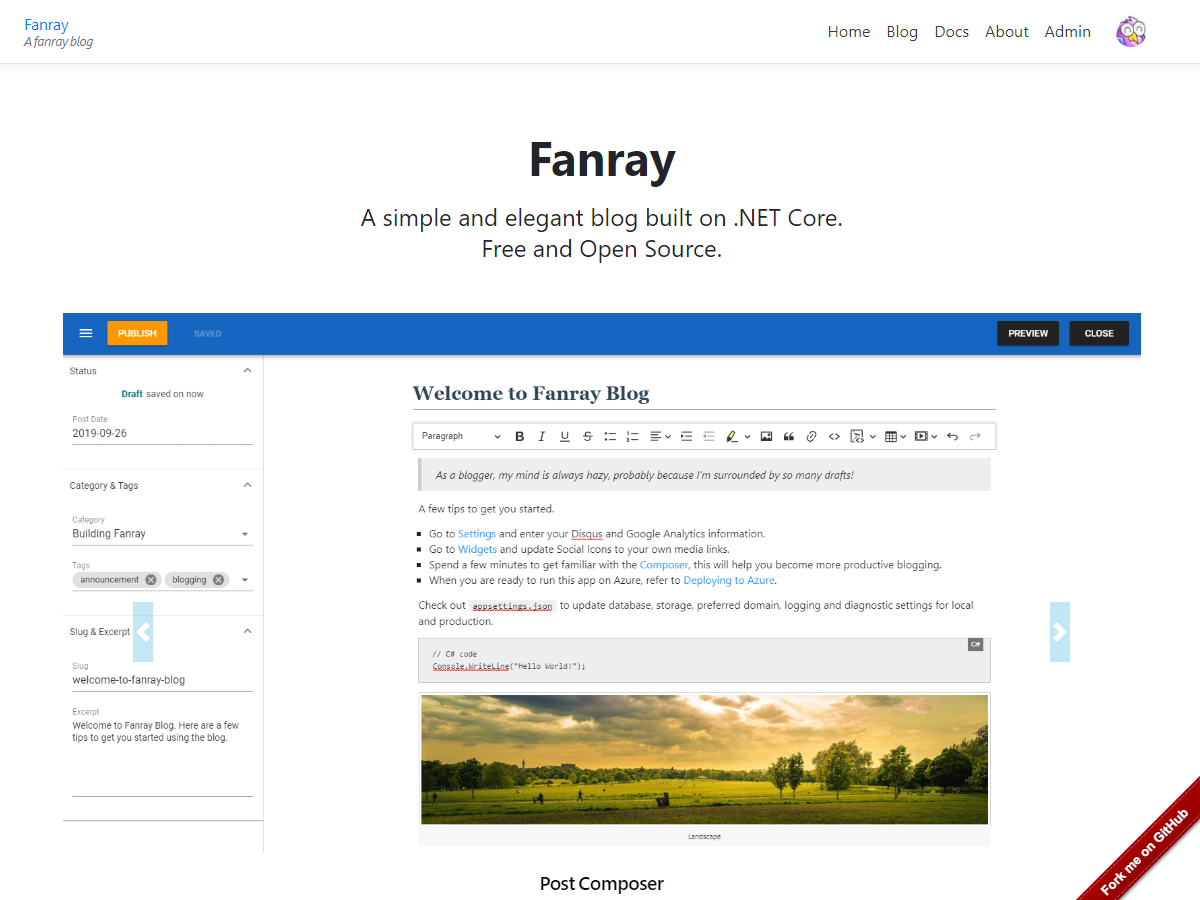 Fanray
A fanray blog
Home Blog Docs About Admin
Fanray
A simple and elegant blog built on .NET Core.
Free and Open Source.
PUBLISH SAVED PREVIEW CLOSE
Status
Draft saved on now
Post Date
2019-09-26
Category & Tags
Category
Building Fanray
Tags
announcement blogging
Slug & Excerpt
Slug
welcome-to-fanray-blog
Excerpt
Welcome to Fanray Blog. Here are a few
tips to get you started using the blog.
Welcome to Fanray Blog
Paragraph B I U S
As a blogger, my mind is always hazy, probably because I'm surrounded by so many drafts!
A few tips to get you started.
Go to Settings and enter your Disqus and Google Analytics information.
Go to Widgets and update Social Icons to your own media links.
Spend a few minutes to get familiar with the Composer, this will help you become more productive blogging.
When you are ready to run this app on Azure, refer to Deploying to Azure.
Check out appsettings.json to update database, storage, preferred domain, logging and diagnostic settings for local
and production.
C#
// C# code
Console.WriteLine("Hello World!");
Landscape
Post Composer
Fork me on GitHub